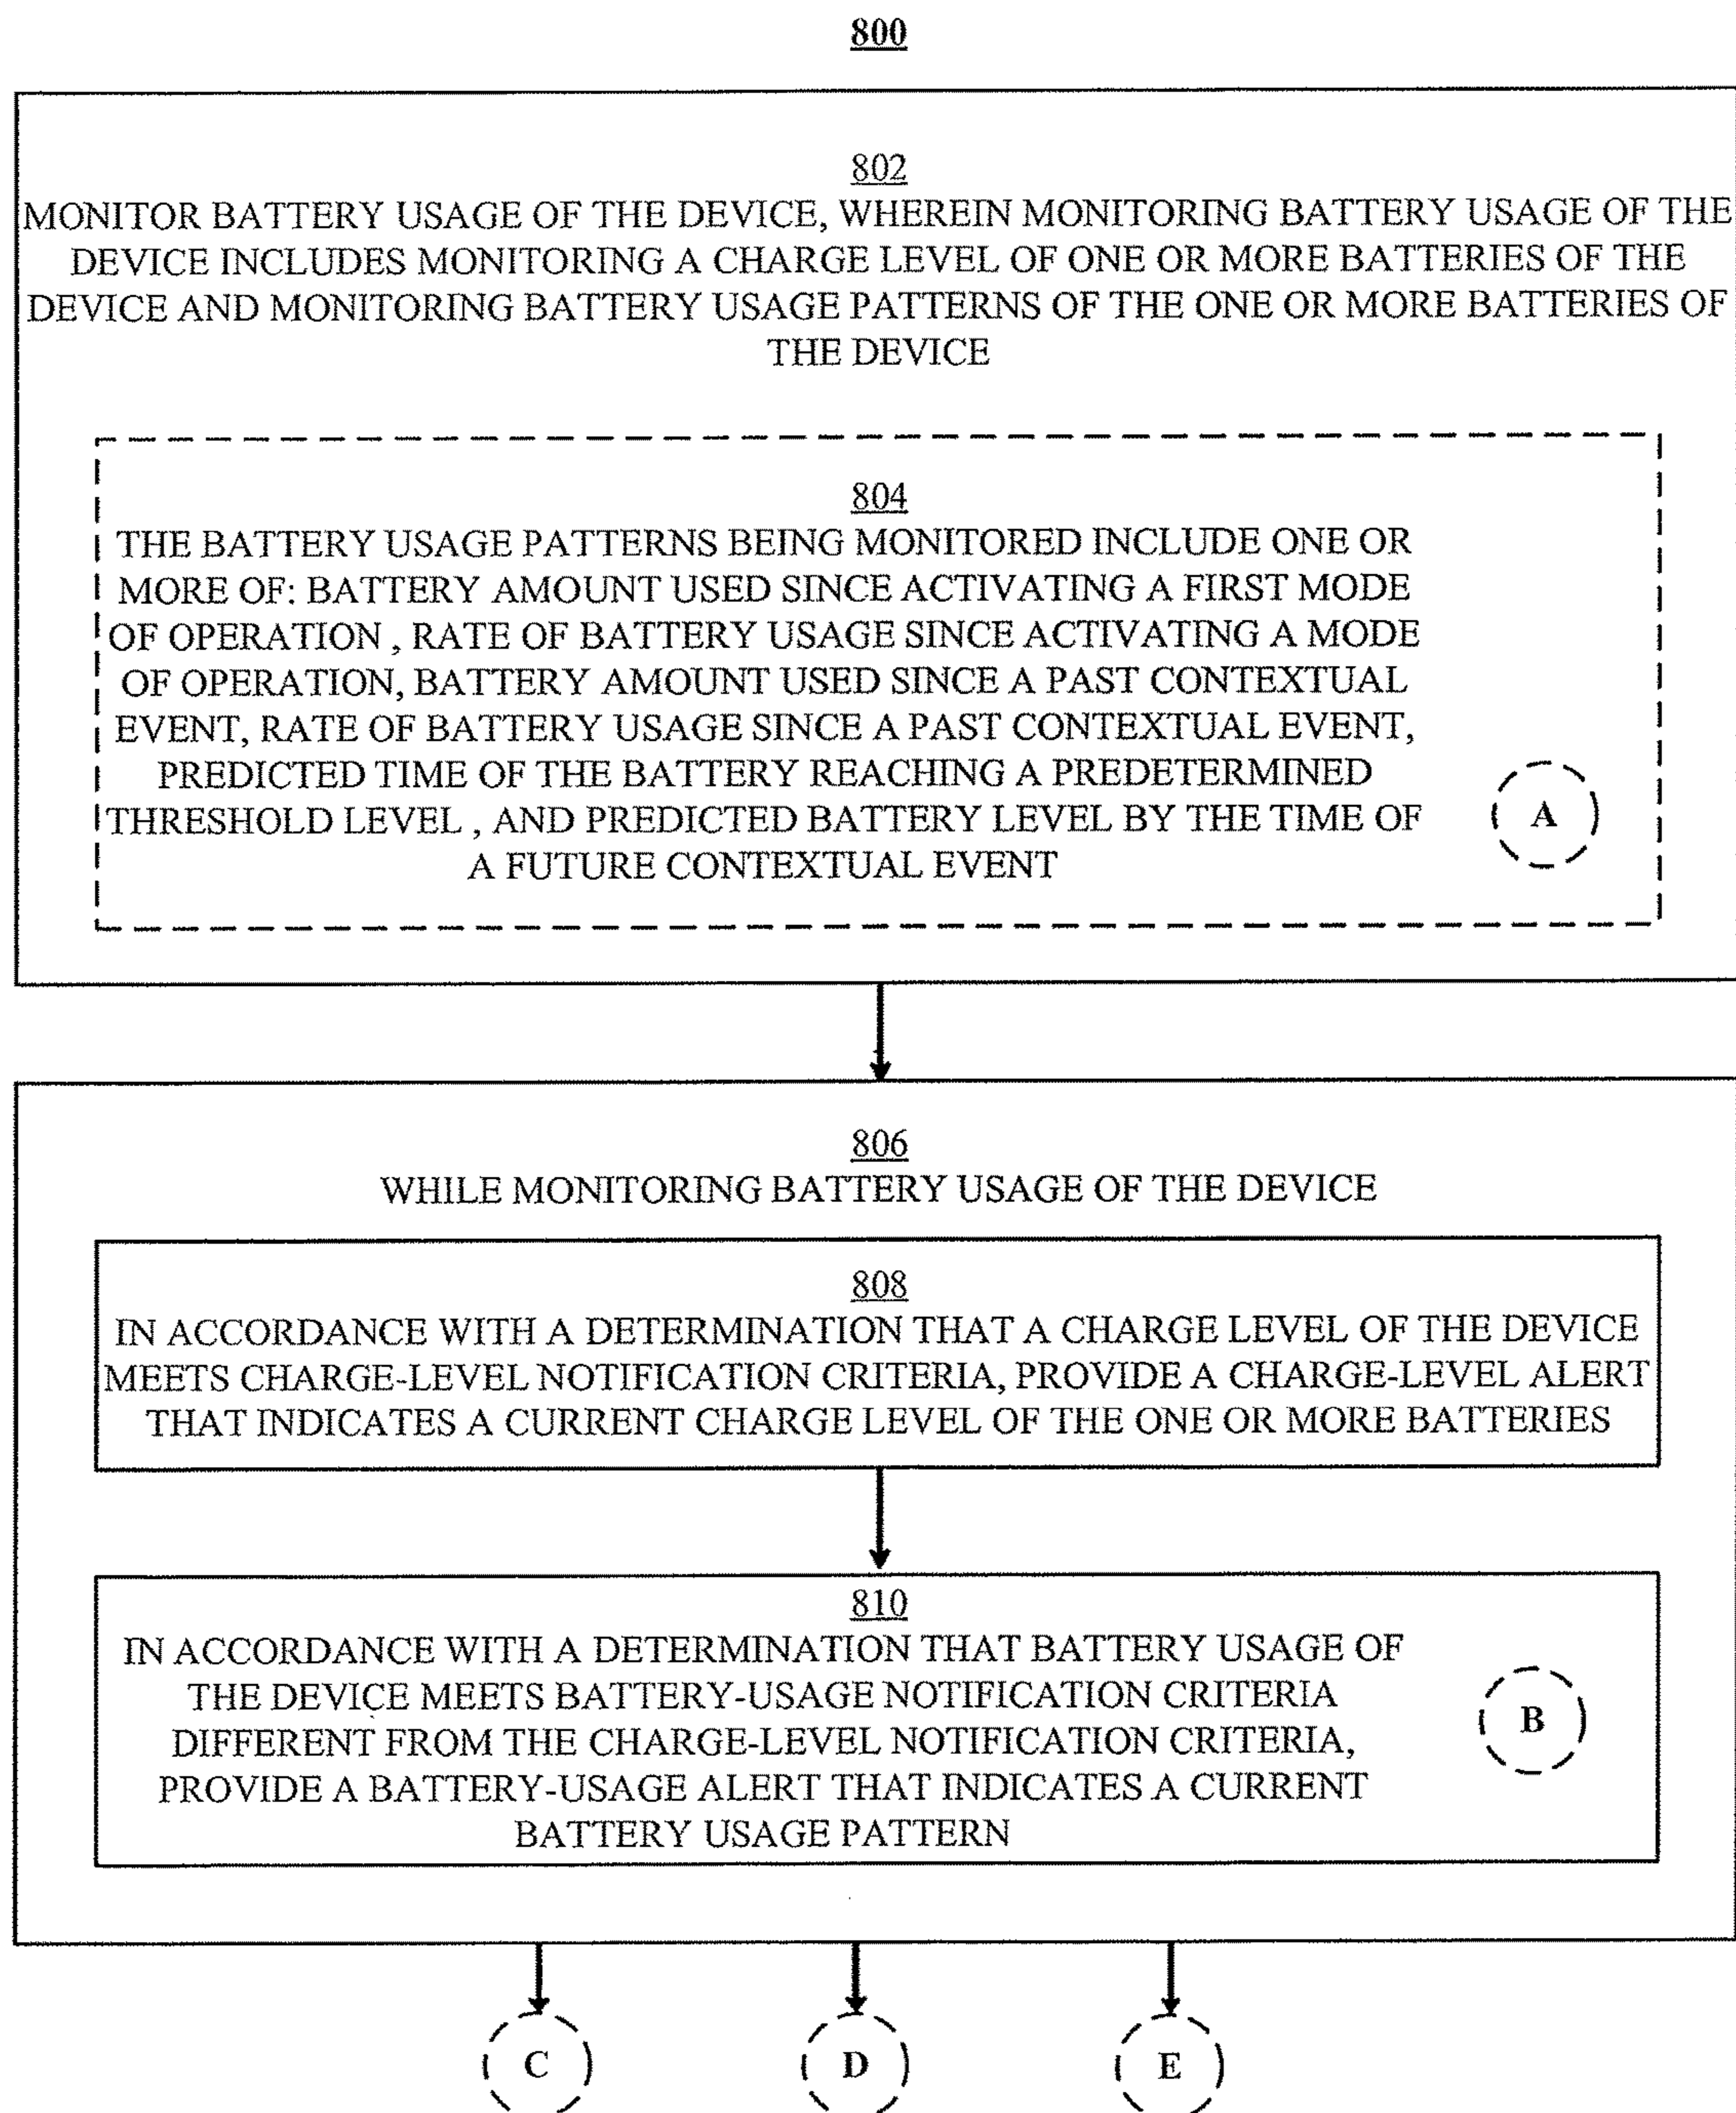 800
802
MONITOR BATTERY USAGE OF THE DEVICE, WHEREIN MONITORING BATTERY USAGE OF THE
DEVICE INCLUDES MONITORING A CHARGE LEVEL OF ONE OR MORE BATTERIES OF THE
DEVICE AND MONITORING BATTERY USAGE PATTERNS OF THE ONE OR MORE BATTERIES OF
THE DEVICE
804
THE BATTERY USAGE PATTERNS BEING MONITORED INCLUDE ONE OR
MORE OF: BATTERY AMOUNT USED SINCE ACTIVATING A FIRST MODE
OF OPERATION , RATE OF BATTERY USAGE SINCE ACTIVATING A MODE
OF OPERATION, BATTERY AMOUNT USED SINCE A PAST CONTEXTUAL
EVENT, RATE OF BATTERY USAGE SINCE A PAST CONTEXTUAL EVENT,
PREDICTED TIME OF THE BATTERY REACHING A PREDETERMINED
THRESHOLD LEVEL , AND PREDICTED BATTERY LEVEL BY THE TIME OF
A FUTURE CONTEXTUAL EVENT
A
806
WHILE MONITORING BATTERY USAGE OF THE DEVICE
808
IN ACCORDANCE WITH A DETERMINATION THAT A CHARGE LEVEL OF THE DEVICE
MEETS CHARGE-LEVEL NOTIFICATION CRITERIA, PROVIDE A CHARGE-LEVEL ALERT
THAT INDICATES A CURRENT CHARGE LEVEL OF THE ONE OR MORE BATTERIES
810
IN ACCORDANCE WITH A DETERMINATION THAT BATTERY USAGE OF
THE DEVICE MEETS BATTERY-USAGE NOTIFICATION CRITERIA
DIFFERENT FROM THE CHARGE-LEVEL NOTIFICATION CRITERIA,
PROVIDE A BATTERY-USAGE ALERT THAT INDICATES A CURRENT
BATTERY USAGE PATTERN
B
C
D
E